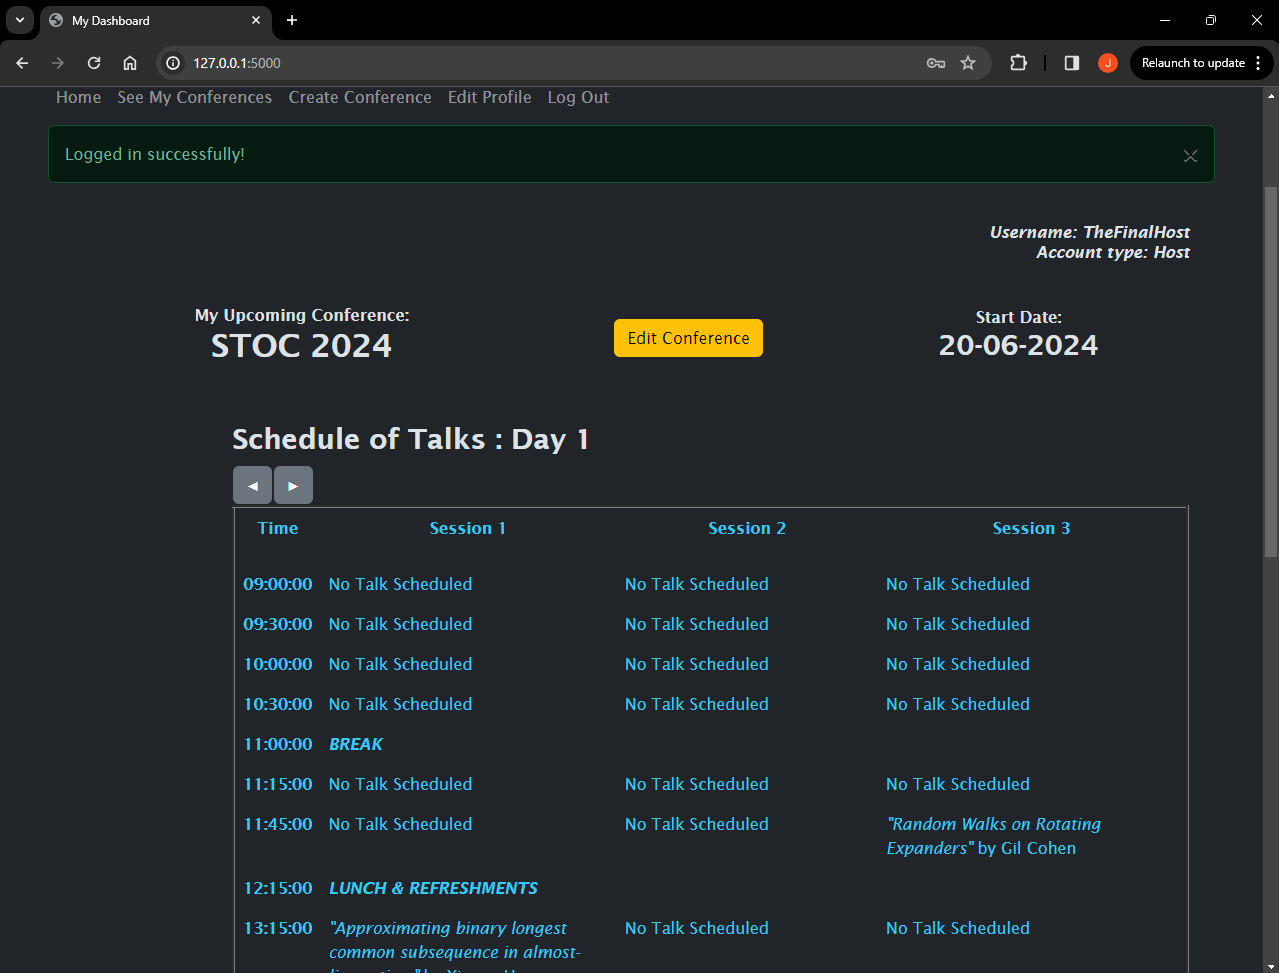 My Dashboard
127.0.0.1:5000
J
Relaunch to update
Home See My Conferences Create Conference Edit Profile Log Out
Logged in successfully!
Username: TheFinalHost
Account type: Host
My Upcoming Conference:
STOC 2024
Edit Conference
Start Date:
20-06-2024
Schedule of Talks : Day 1
Time Session 1 Session 2 Session 3
09:00:00 No Talk Scheduled No Talk Scheduled No Talk Scheduled
09:30:00 No Talk Scheduled No Talk Scheduled No Talk Scheduled
10:00:00 No Talk Scheduled No Talk Scheduled No Talk Scheduled
10:30:00 No Talk Scheduled No Talk Scheduled No Talk Scheduled
11:00:00 BREAK
11:15:00 No Talk Scheduled No Talk Scheduled No Talk Scheduled
11:45:00 No Talk Scheduled No Talk Scheduled "Random Walks on Rotating
Expanders" by Gil Cohen
12:15:00 LUNCH & REFRESHMENTS
13:15:00 "Approximating binary longest No Talk Scheduled No Talk Scheduled
common subsequence in almost-